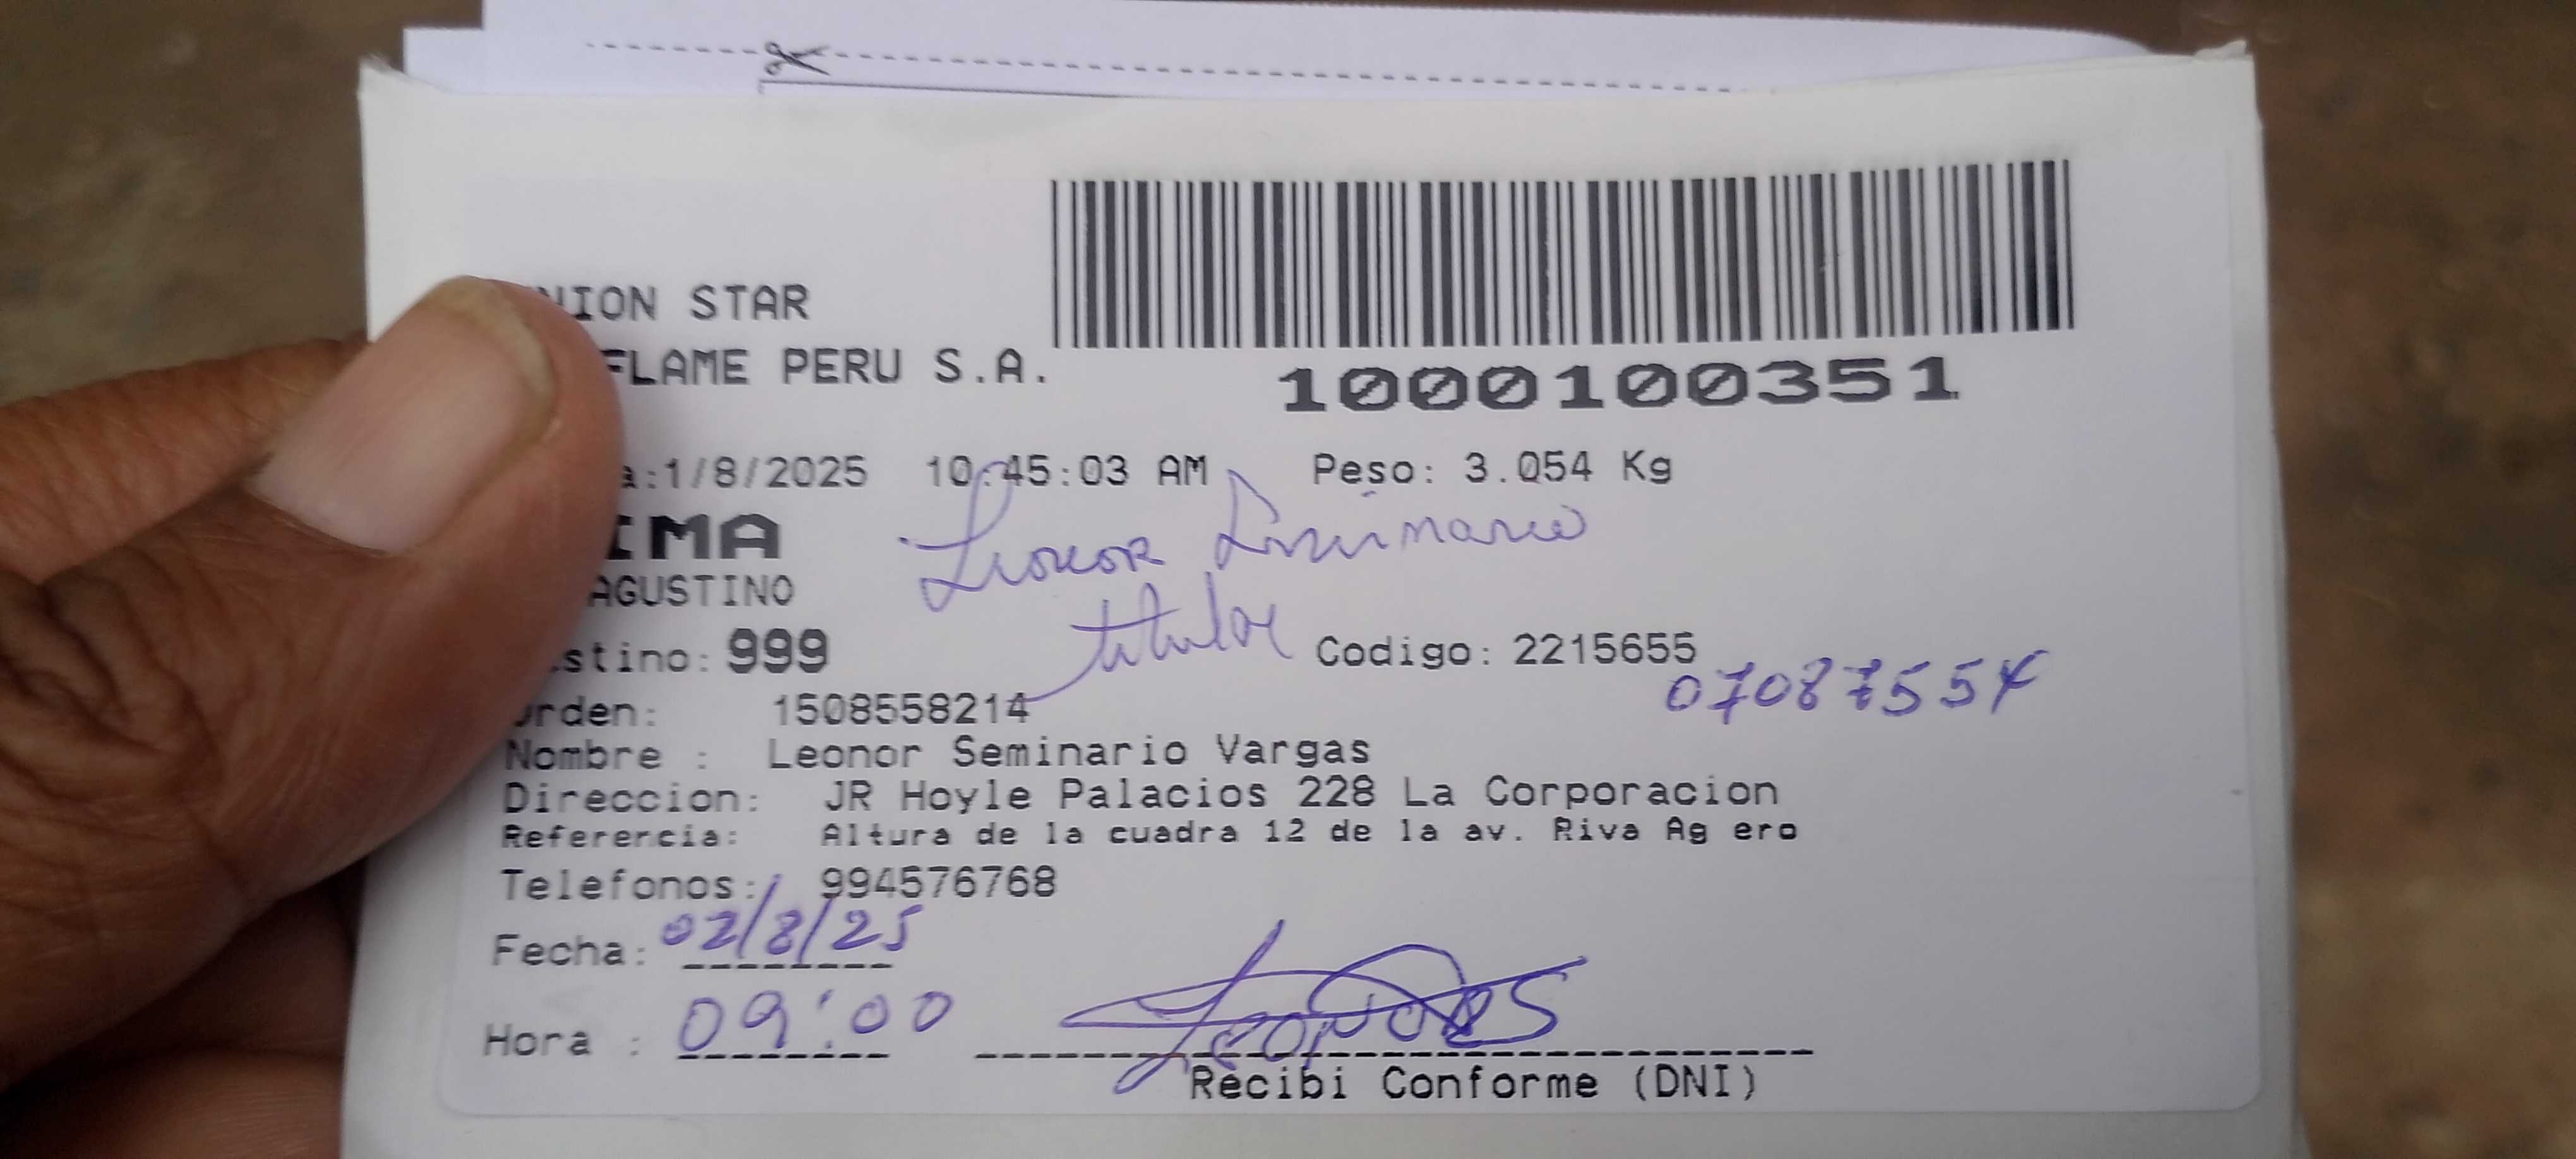 NION STAR
FLAME PERU S.A.
1000100351
a:1/8/2025 10:45:03 AM Peso: 3.054 Kg
IMA
AGUSTINO
Leonor Seminario
titular
stino: 999
Codigo: 2215655
07087554
Orden: 1508558214
Nombre : Leonor Seminario Vargas
Direccion: JR Hoyle Palacios 228 La Corporacion
Referencia: Altura de la cuadra 12 de la av. Riva Ag ero
Telefonos: 994576768
Fecha: 02/8/25
Hora : 09:00
Recibi Conforme (DNI)